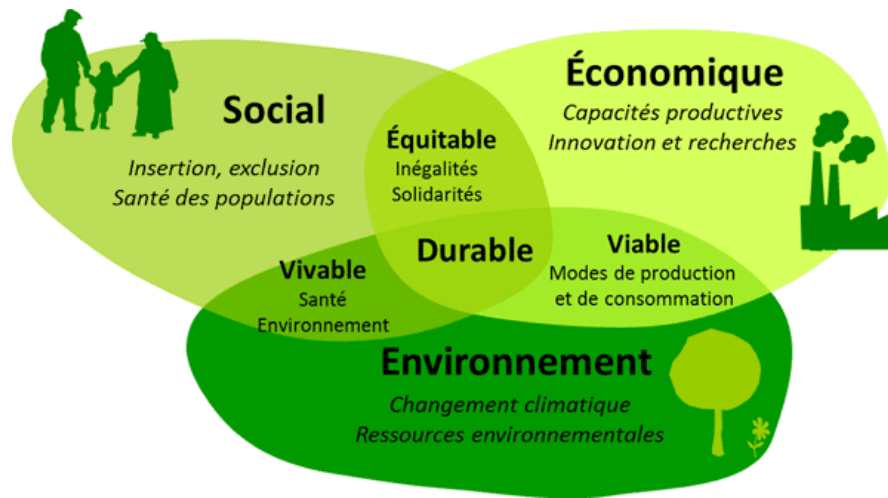 Social
Insertion, exclusion
Santé des populations
Économique
Capacités productives
Innovation et recherches
Équitable
Inégalités
Solidarités
Durable
Vivable
Santé
Environnement
Viable
Modes de production
et de consommation
Environnement
Changement climatique
Ressources environnementales